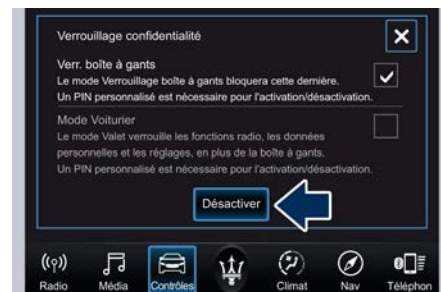 Verrouillage confidentialité
Verr. boîte à gants
Le mode Verrouillage boîte à gants bloquera cette dernière.
Un PIN personnalisé est nécessaire pour l'activation/désactivation.
Mode Voiturier
Le mode Valet verrouille les fonctions radio, les données
personnelles et les réglages, en plus de la boîte à gants.
Un PIN personnalisé est nécessaire pour l'activation/désactivation.
Désactiver
Radio Média Contrôles Climat Nav Téléphon